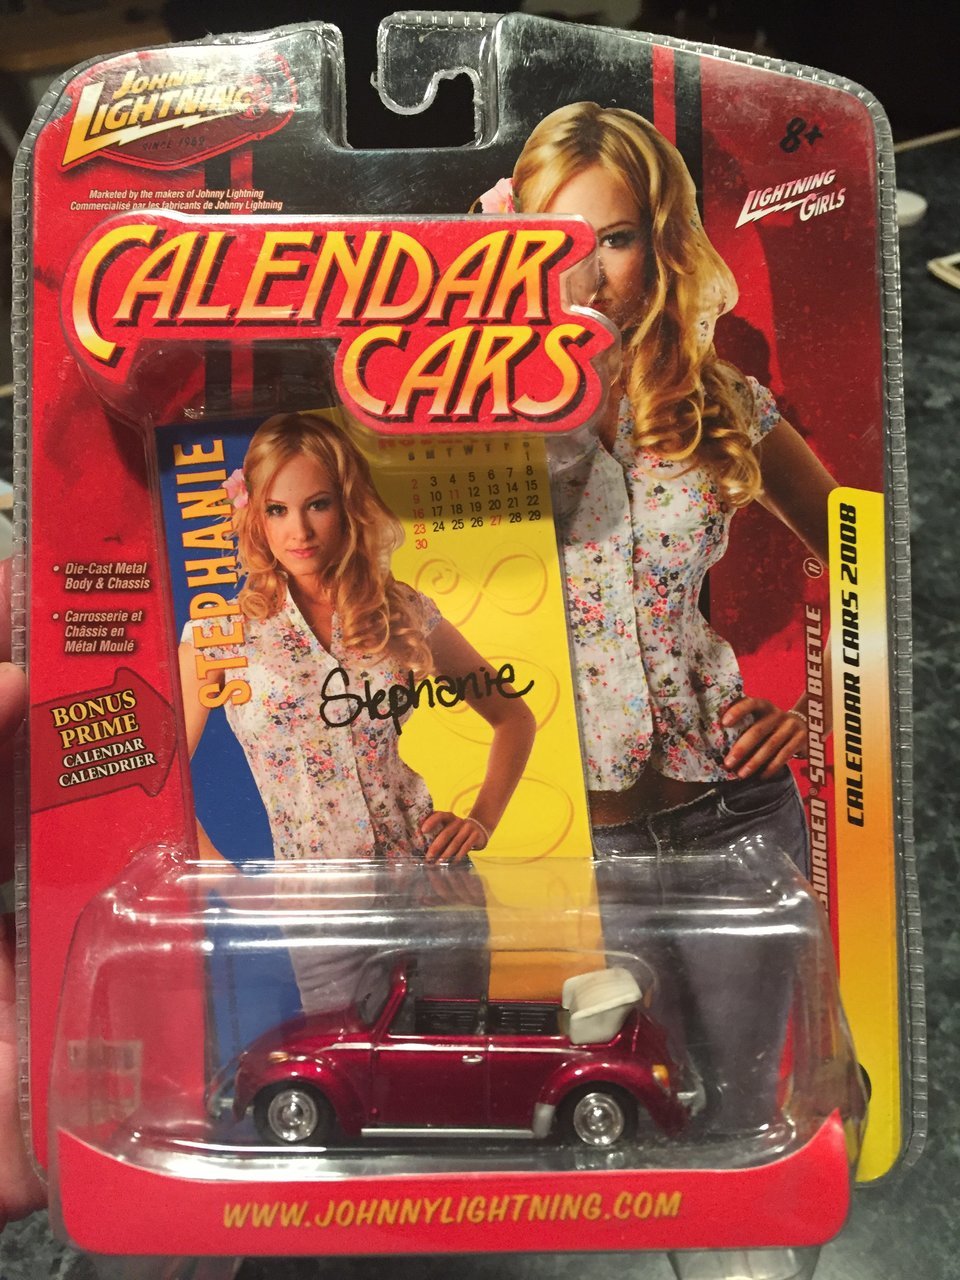 JOHNNY
LIGHTNING
SINCE 1969
8+
Marketed by the makers of Johnny Lightning
Commercialisé par les fabricants de Johnny Lightning
LIGHTNING
GIRLS
CALENDAR
CARS
STEPHANIE
S M T W T F S
1
2 3 4 5 6 7 8
9 10 11 12 13 14 15
16 17 18 19 20 21 22
23 24 25 26 27 28 29
30
• Die-Cast Metal
Body & Chassis
• Carrosserie et
Châssis en
Métal Moulé
Stephanie
BONUS
PRIME
CALENDAR
CALENDRIER
SWAGEN® SUPER BEETLE
CALENDAR CARS 2008
WWW.JOHNNYLIGHTNING.COM